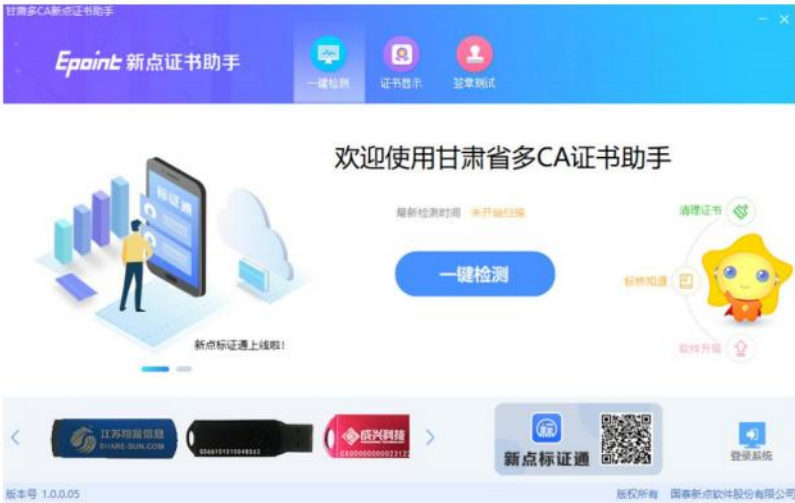 甘肃多CA新点证书助手
Epoint 新点证书助手
一键检测
证书显示
签章测试
欢迎使用甘肃省多CA证书助手
最新检测时间 未开始扫描
清理证书
标证通
一键检测
标桥知道
新点标证通上线啦!
软件升级
江苏翔晟信息
SHARE-SUN.COM
成兴科技
标
新点标证通
登录系统
版本号 1.0.0.05
版权所有 国泰新点软件股份有限公司